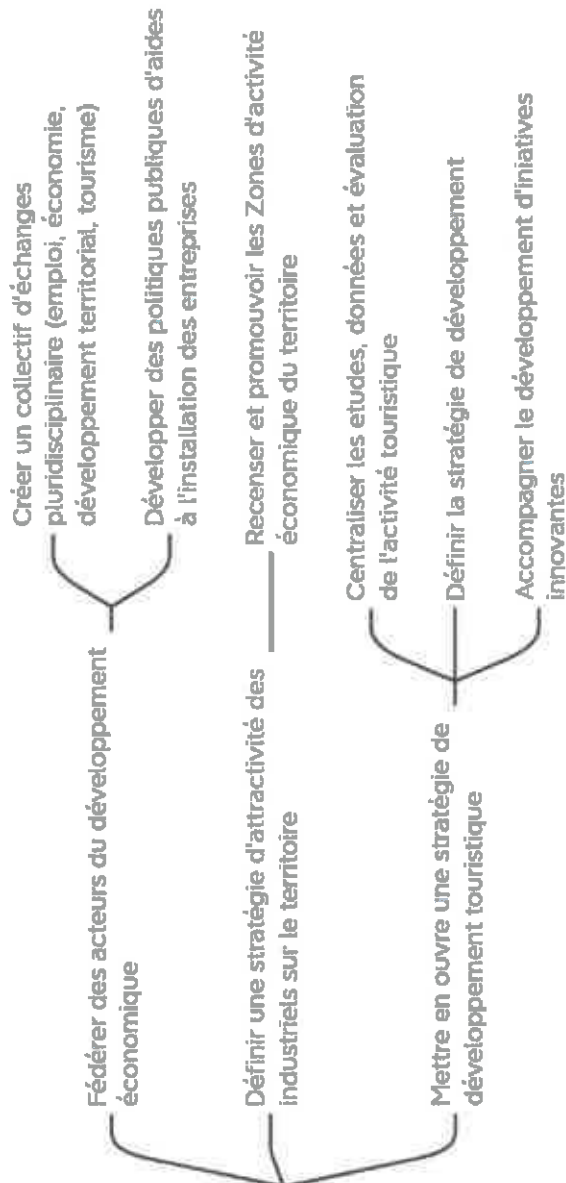 Fédérer des acteurs du développement
économique
Créer un collectif d'échanges
pluridisciplinaire (emploi, économie,
développement territorial, tourisme)
Développer des politiques publiques d'aides
à l'installation des entreprises
Définir une stratégie d'attractivité des
industriels sur le territoire
Recenser et promouvoir les Zones d'activité
économique du territoire
Mettre en ouvre une stratégie de
développement touristique
Centraliser les etudes, données et évaluation
de l'activité touristique
Définir la stratégie de développement
Accompagner le développement d'iniatives
innovantes